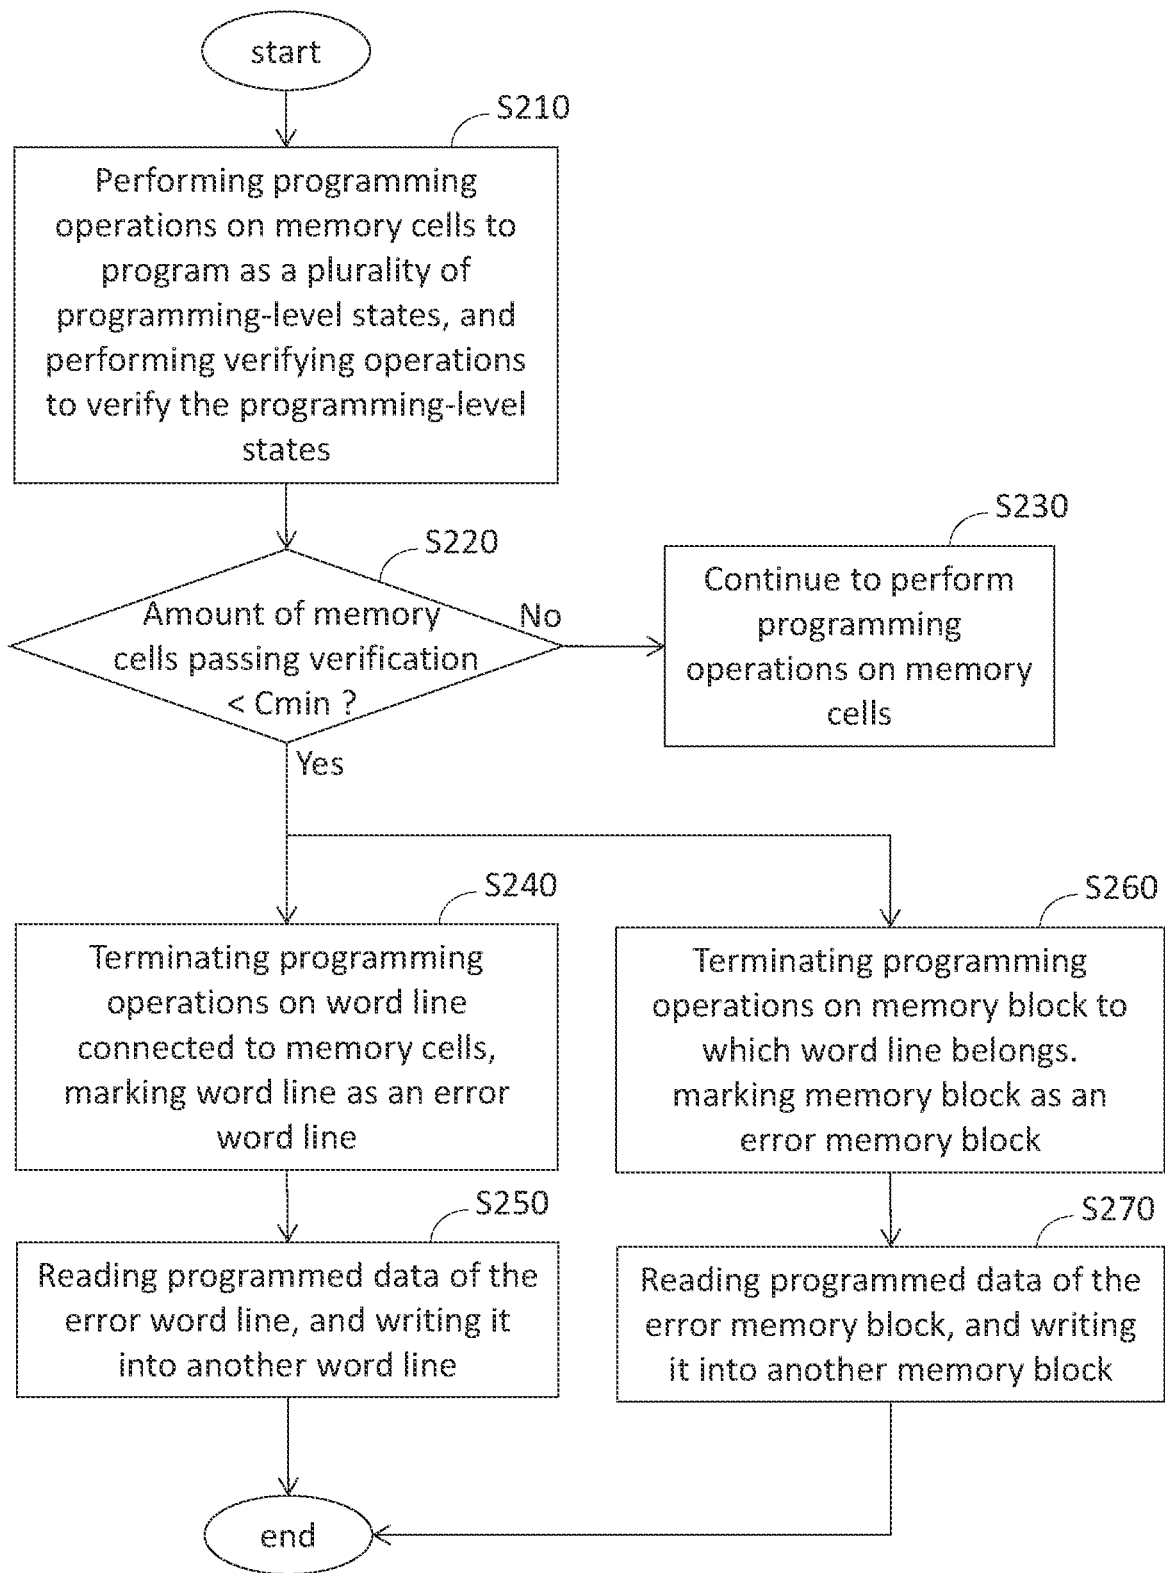 start
S210
Performing programming
operations on memory cells to
program as a plurality of
programming-level states, and
performing verifying operations
to verify the programming-level
states
S220
Amount of memory
cells passing verification
< Cmin ?
No
S230
Continue to perform
programming
operations on memory
cells
Yes
S240
Terminating programming
operations on word line
connected to memory cells,
marking word line as an error
word line
S260
Terminating programming
operations on memory block to
which word line belongs.
marking memory block as an
error memory block
S250
Reading programmed data of the
error word line, and writing it
into another word line
S270
Reading programmed data of the
error memory block, and writing
it into another memory block
end